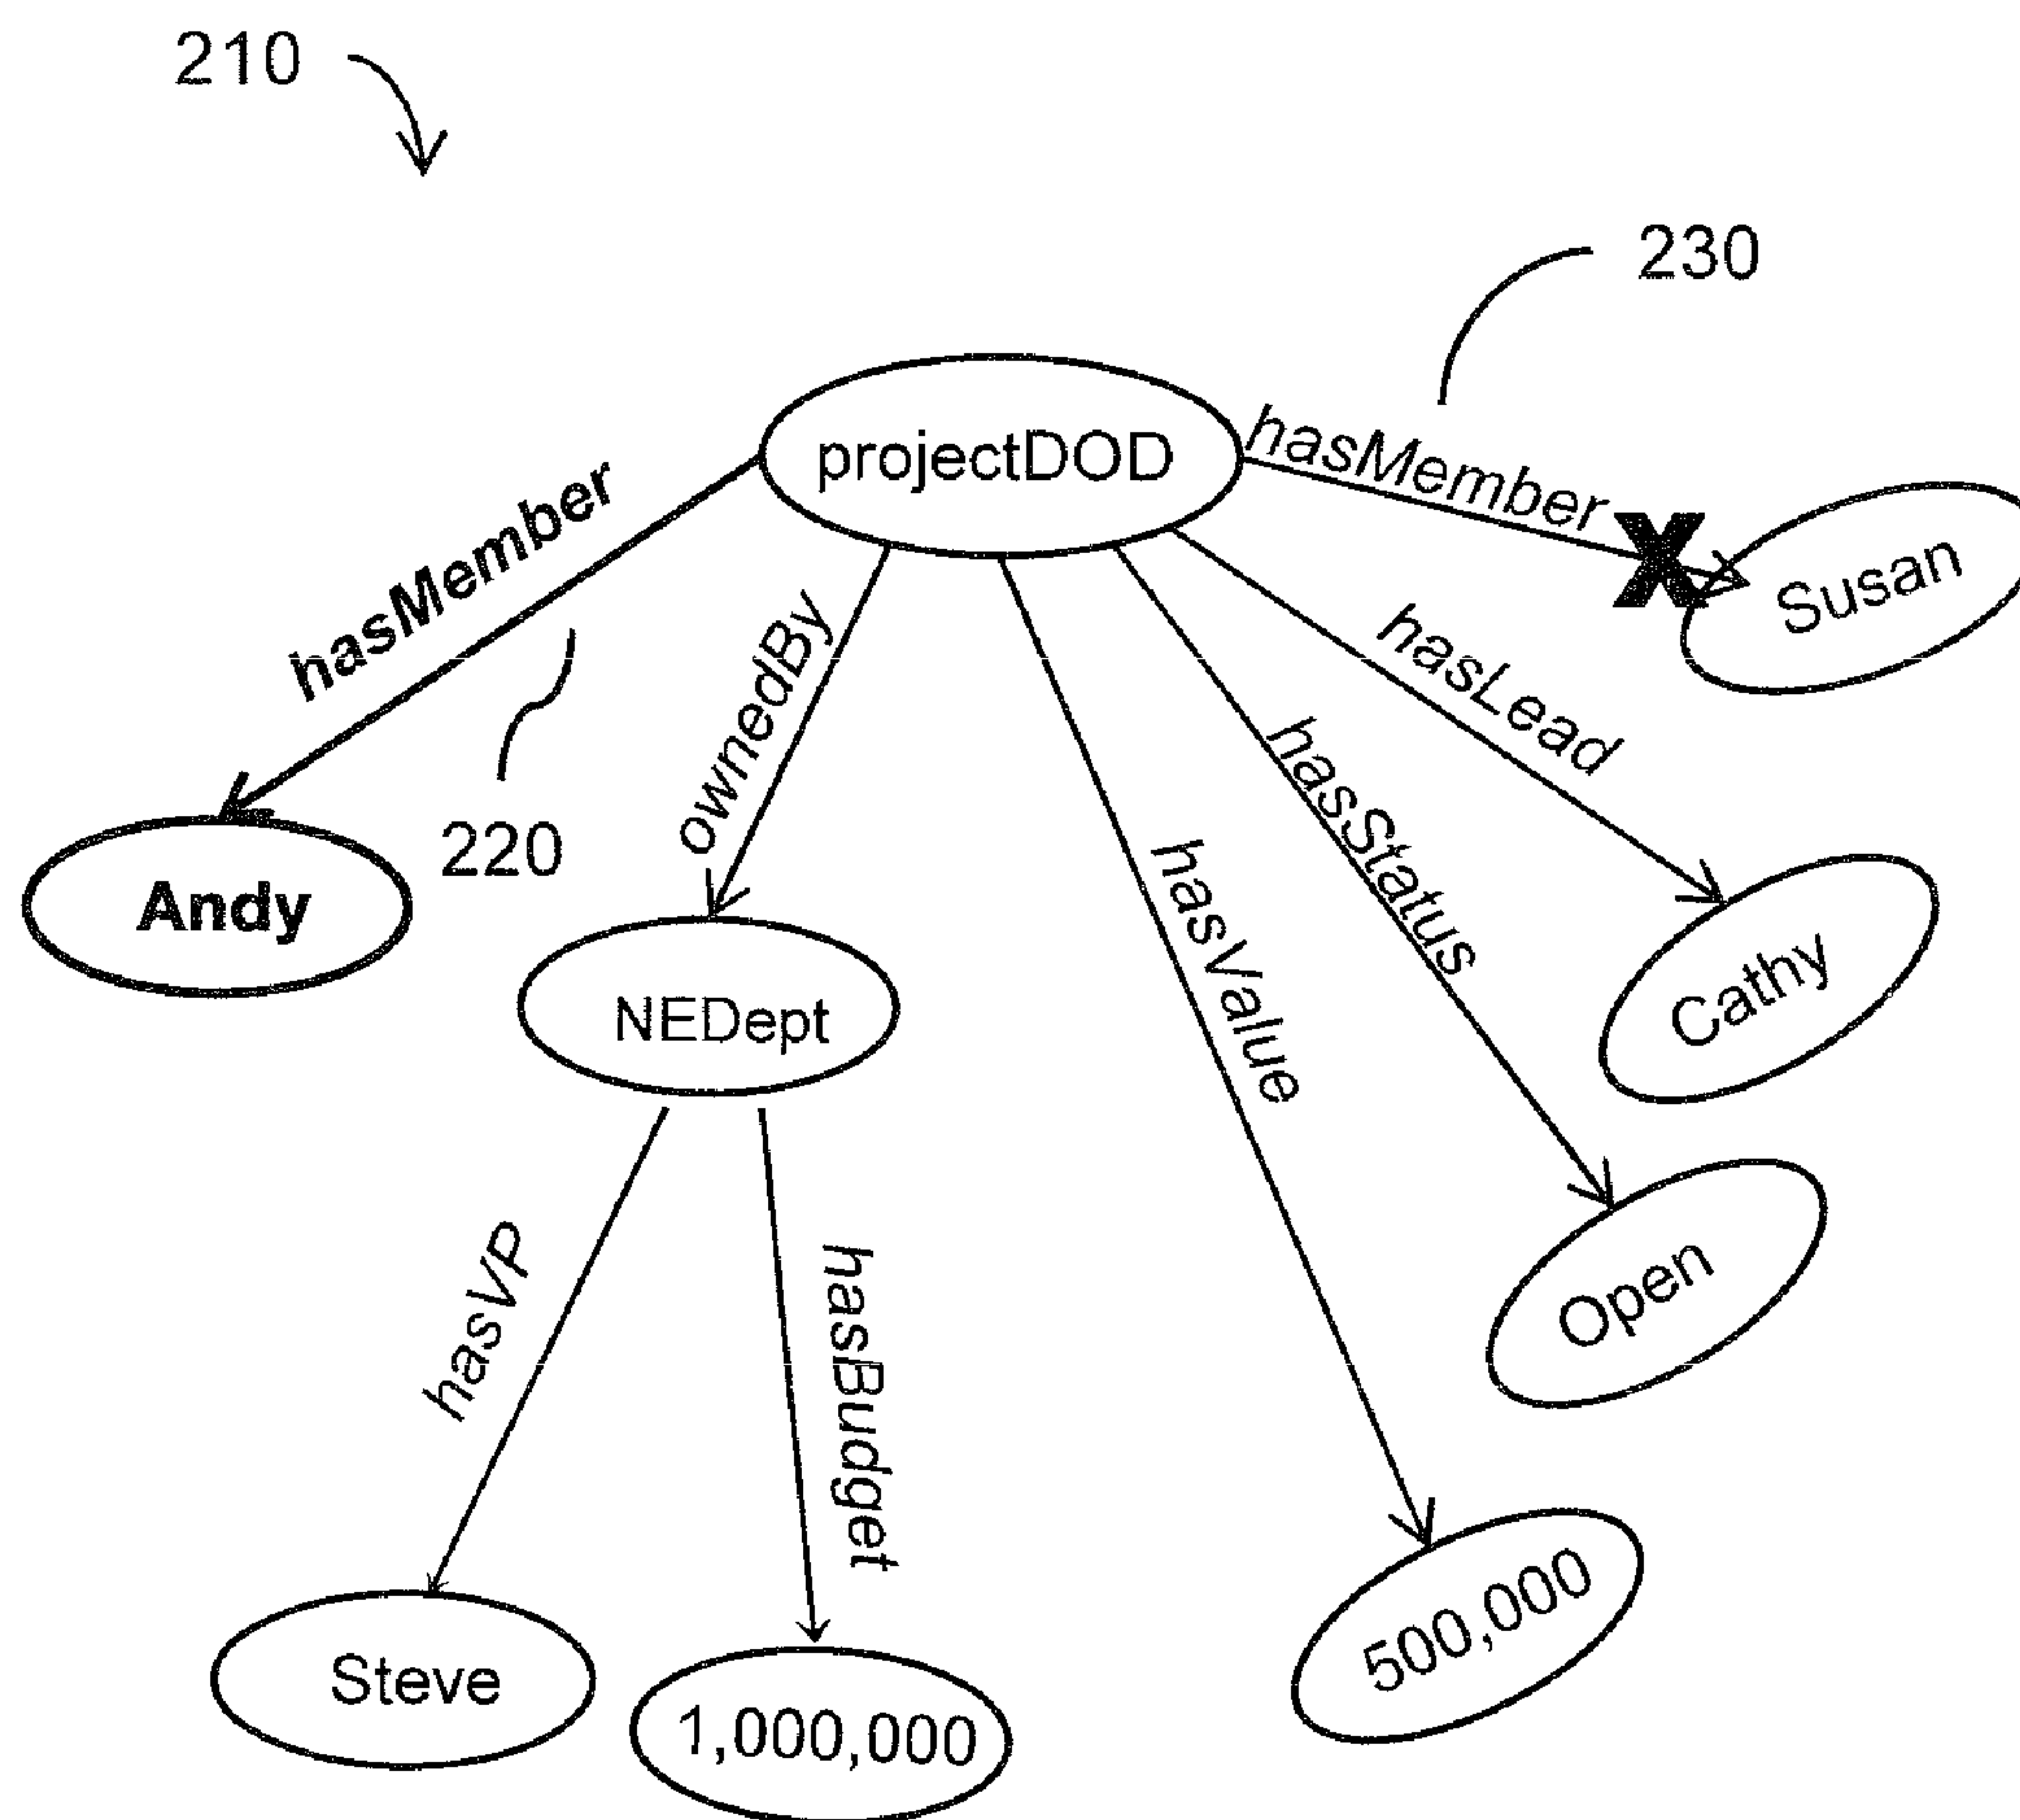 210
230
projectDOD
hasMember
hasMember
X
Susan
hasLead
ownedBy
hasStatus
220
hasValue
Andy
Cathy
NEDept
hasVP
hasBudget
Open
500,000
Steve
1,000,000